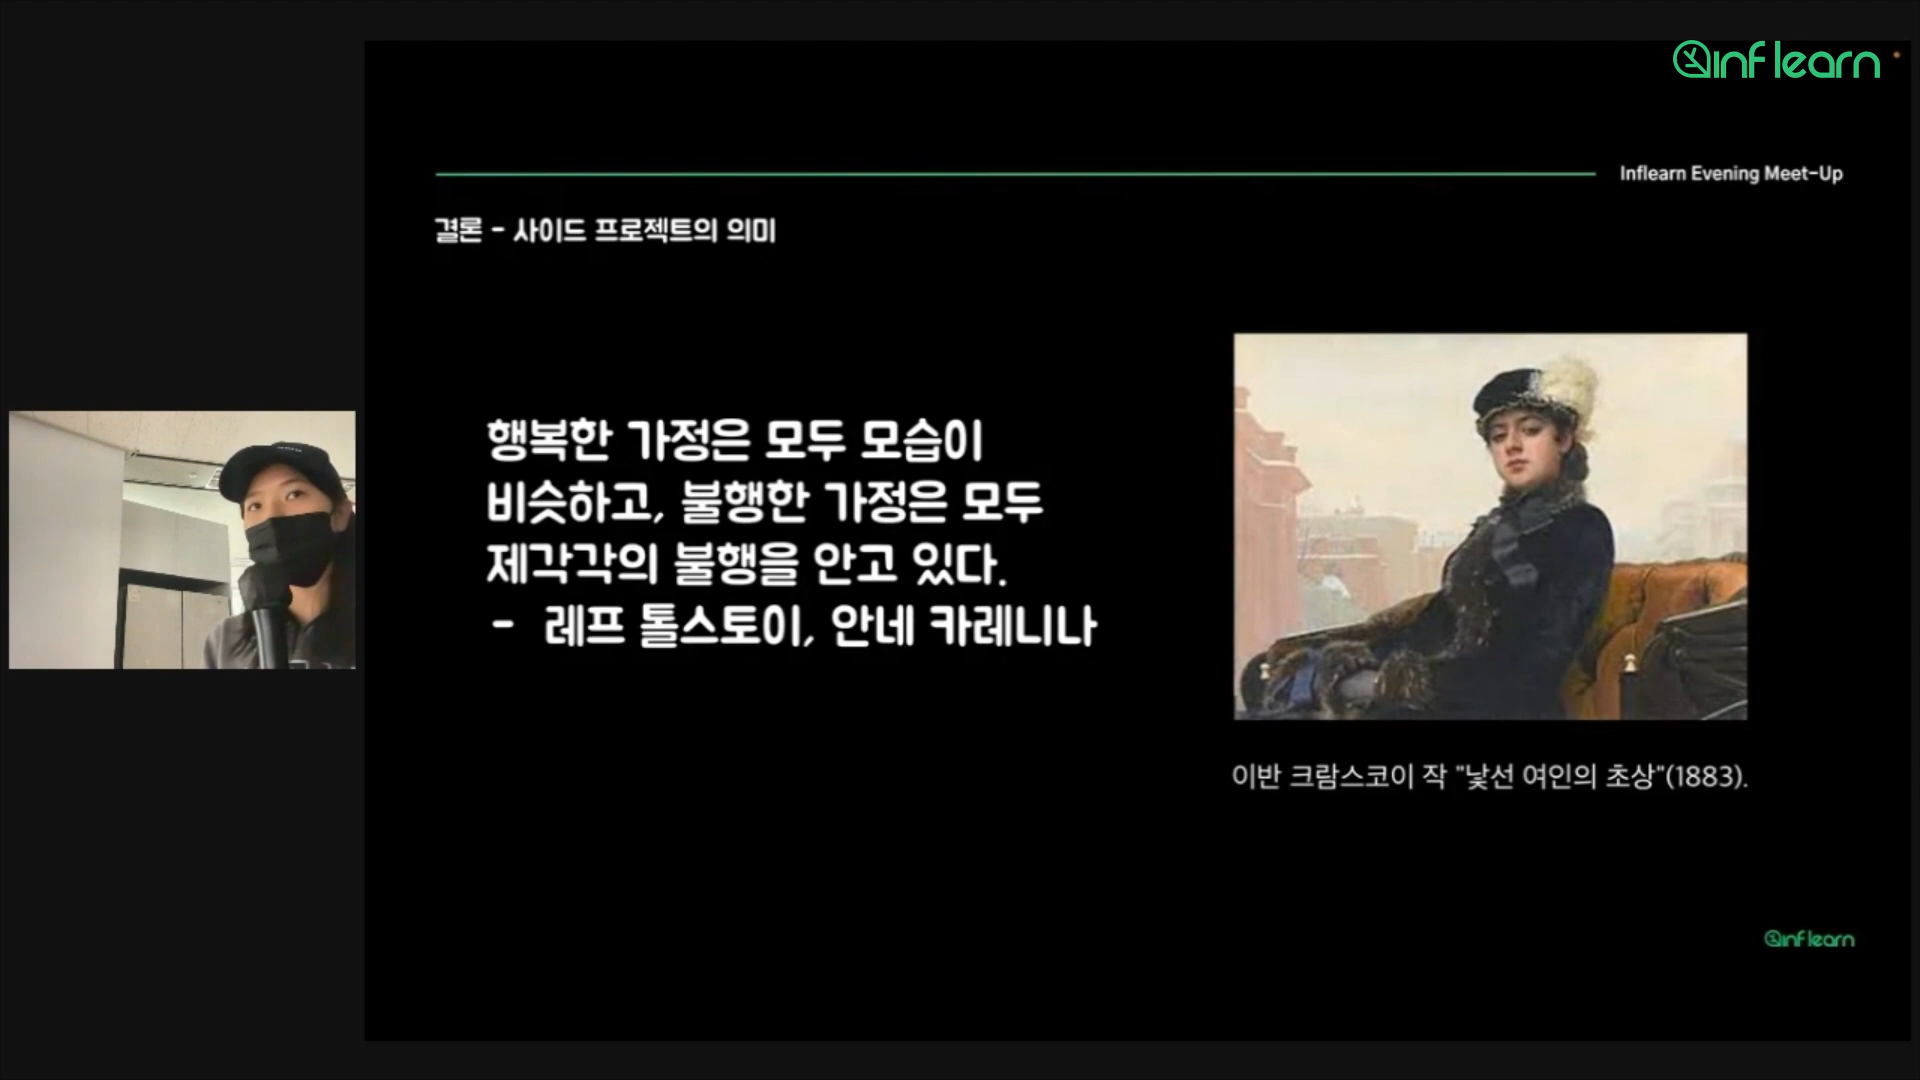 inflearn
Inflearn Evening Meet-Up
결론 - 사이드 프로젝트의 의미
행복한 가정은 모두 모습이
비슷하고, 불행한 가정은 모두
제각각의 불행을 안고 있다.
- 레프 톨스토이, 안네 카레니나
이반 크람스코이 작 "낯선 여인의 초상"(1883).
inflearn